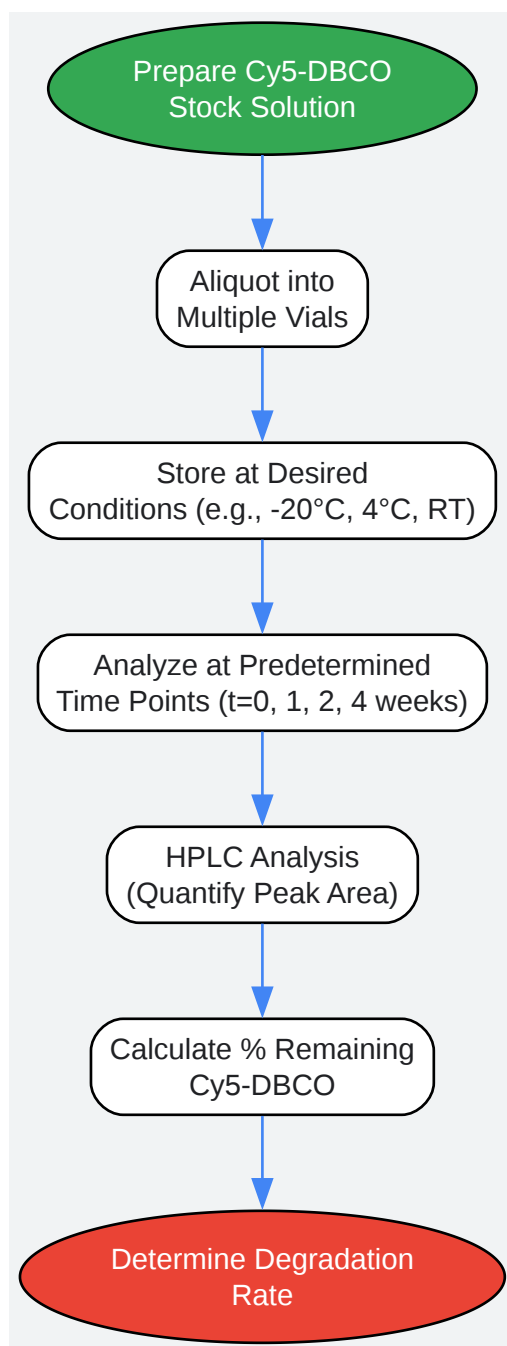 Prepare Cy5-DBCO
Stock Solution
Aliquot into
Multiple Vials
Store at Desired
Conditions (e.g., -20°C, 4°C, RT)
Analyze at Predetermined
Time Points (t=0, 1, 2, 4 weeks)
HPLC Analysis
(Quantify Peak Area)
Calculate % Remaining
Cy5-DBCO
Determine Degradation
Rate